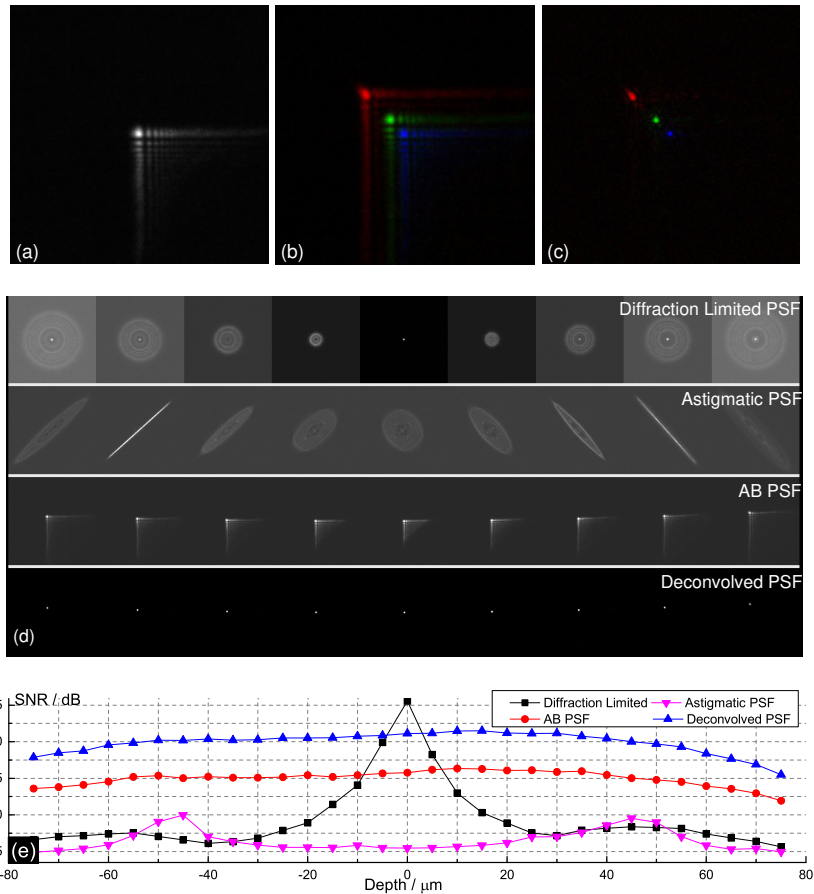 (a)
(b)
(c)
Diffraction Limited PSF
Astigmatic PSF
AB PSF
Deconvolved PSF
(d)
SNR / dB
Diffraction Limited
Astigmatic PSF
AB PSF
Deconvolved PSF
(e)
-80 -60 -40 -20 0 20 40 60 80
Depth / μm